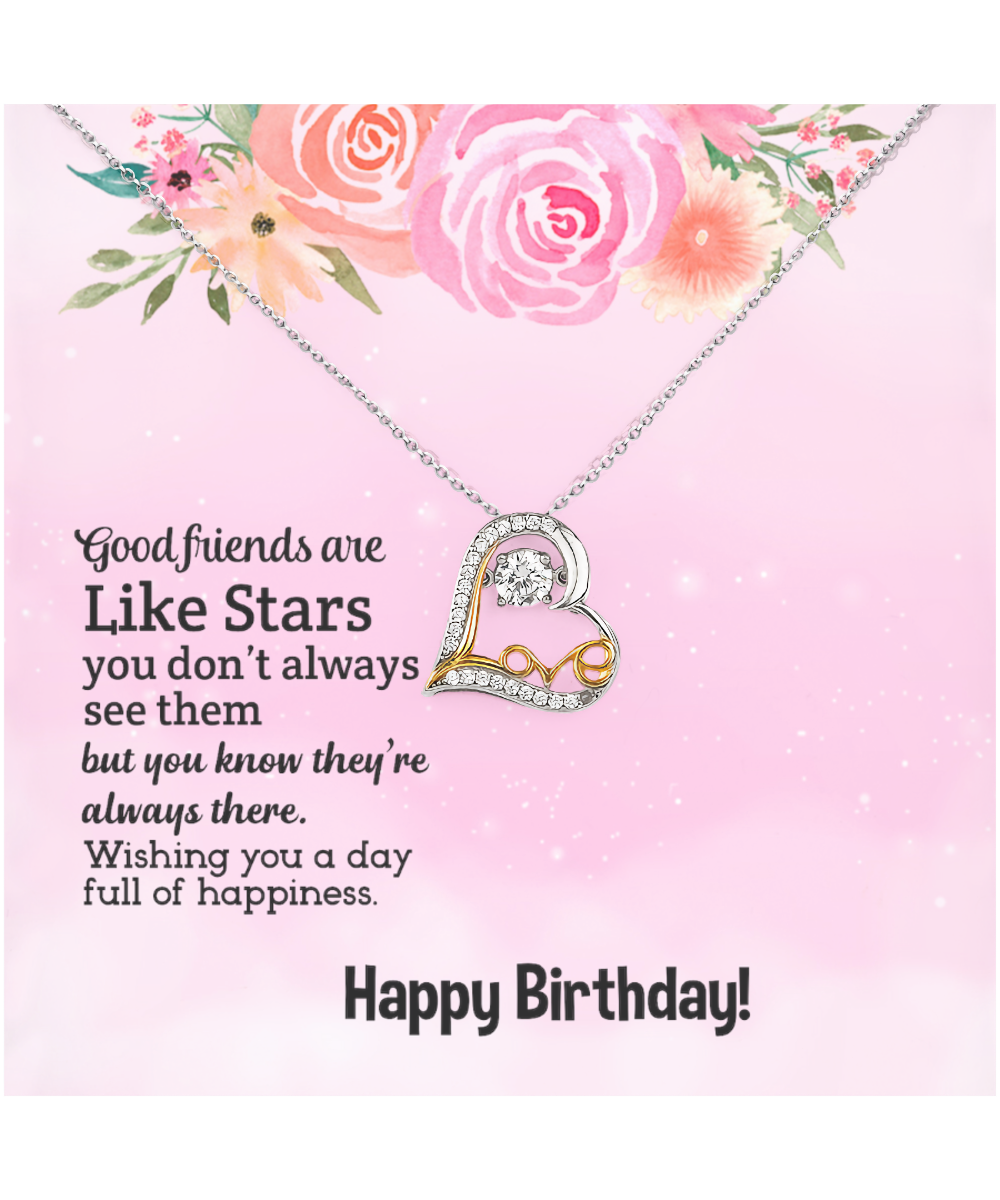 Good friends are
Like Stars
you don't always
see them
but you know they're
always there.
Wishing you a day
full of happiness.
Love
Happy Birthday!